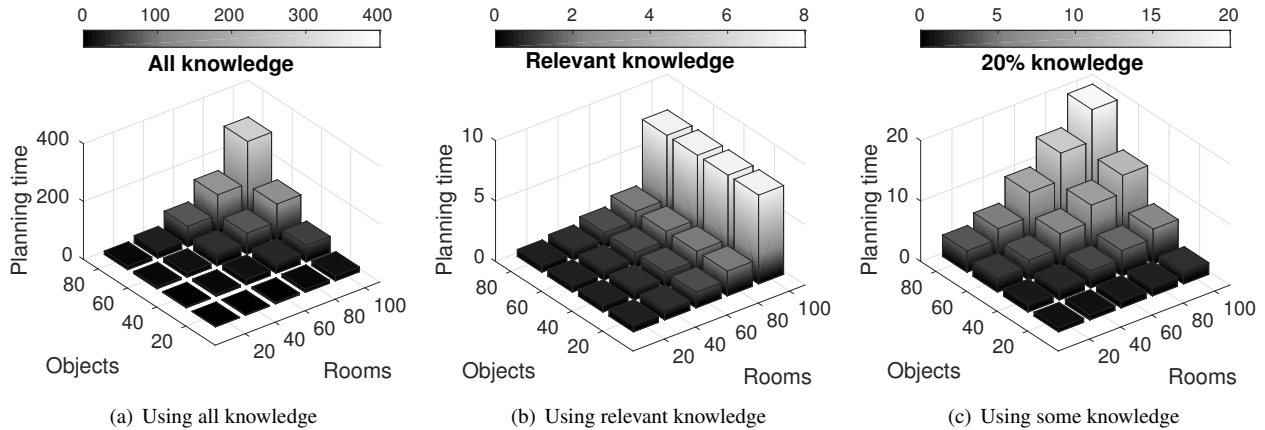 0 100 200 300 400
All knowledge
400
200
0
Planning time
80
60
40
20
Objects
20
40
60
80
100
Rooms
(a) Using all knowledge
0 2 4 6 8
Relevant knowledge
10
5
0
Planning time
80
60
40
20
Objects
20
40
60
80
100
Rooms
(b) Using relevant knowledge
0 5 10 15 20
20% knowledge
20
10
0
Planning time
80
60
40
20
Objects
20
40
60
80
100
Rooms
(c) Using some knowledge